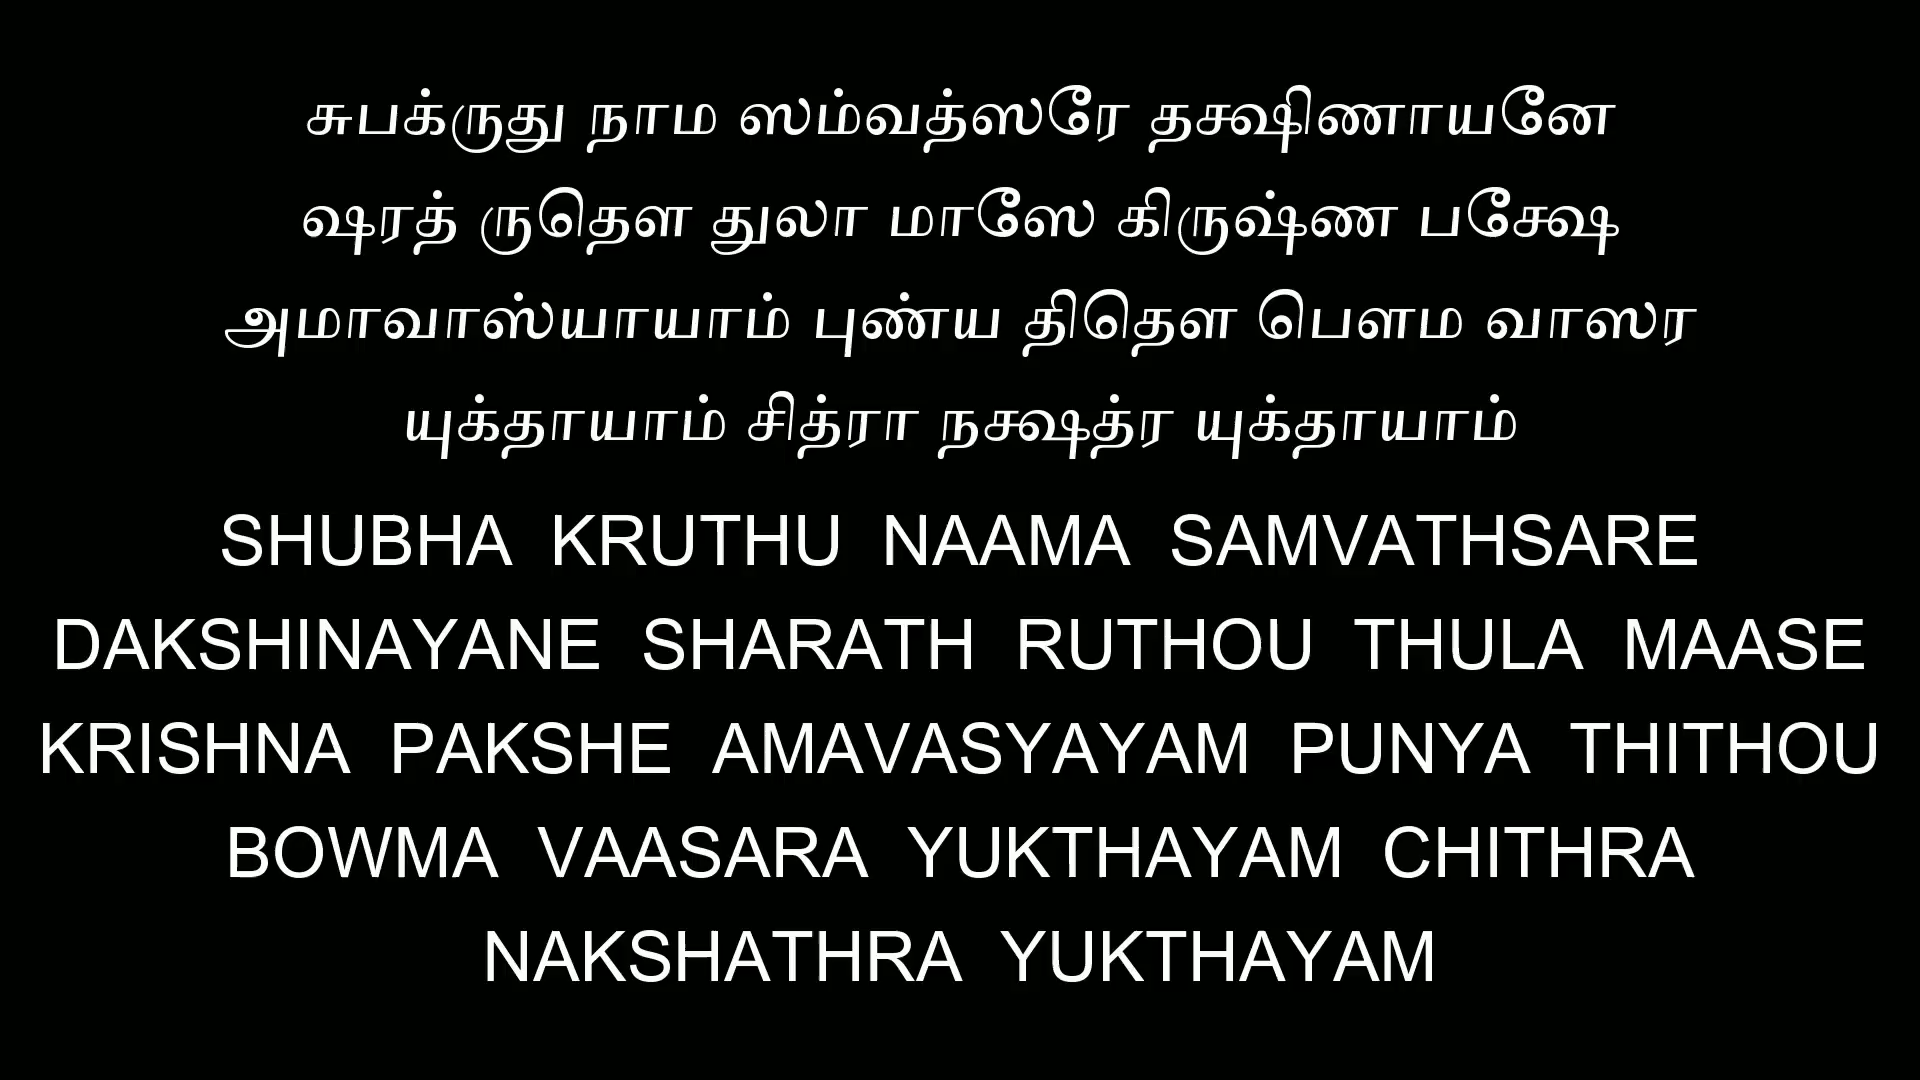 சுபக்ருது நாம ஸம்வத்ஸரே தக்ஷிணாயனே
ஷரத் ருதௌ துலா மாஸே கிருஷ்ண பக்ஷே
அமாவாஸ்யாயாம் புண்ய திதௌ பௌம வாஸர
யுக்தாயாம் சித்ரா நக்ஷத்ர யுக்தாயாம்
SHUBHA KRUTHU NAAMA SAMVATHSARE
DAKSHINAYANE SHARATH RUTHOU THULA MAASE
KRISHNA PAKSHE AMAVASYAYAM PUNYA THITHOU
BOWMA VAASARA YUKTHAYAM CHITHRA
NAKSHATHRA YUKTHAYAM